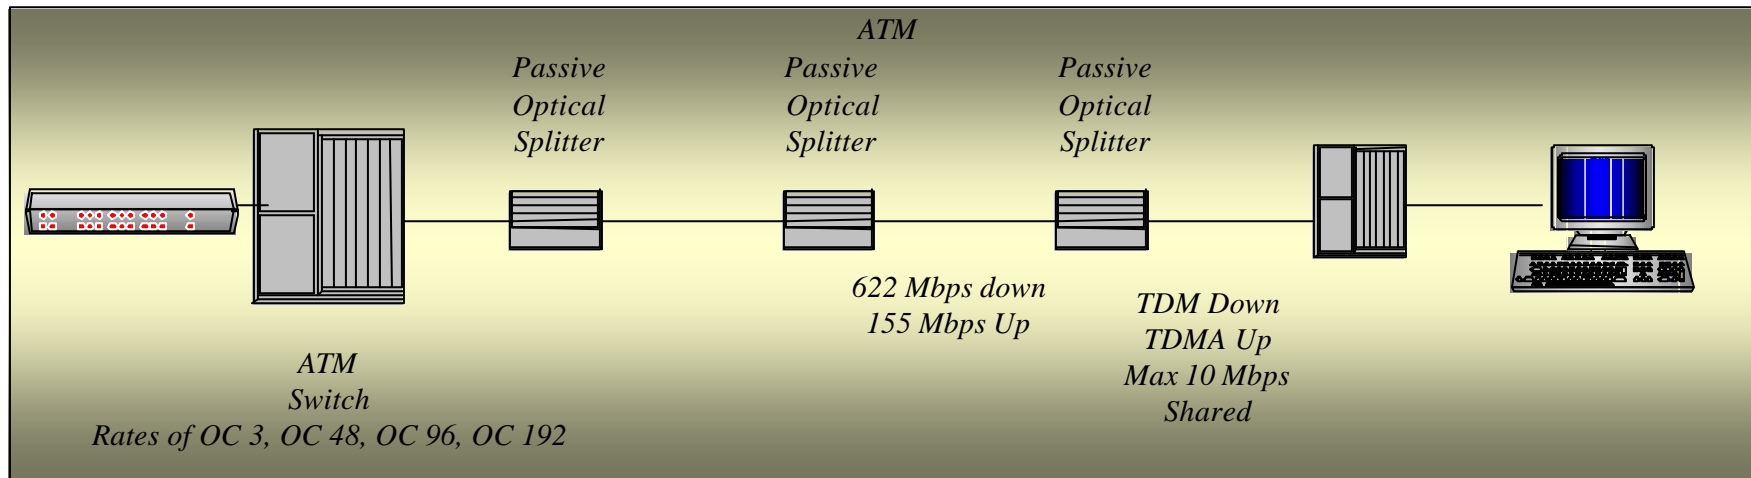 ATM
Passive
Optical
Splitter
Passive
Optical
Splitter
Passive
Optical
Splitter
622 Mbps down
155 Mbps Up
TDM Down
TDMA Up
Max 10 Mbps
Shared
ATM
Switch
Rates of OC 3, OC 48, OC 96, OC 192